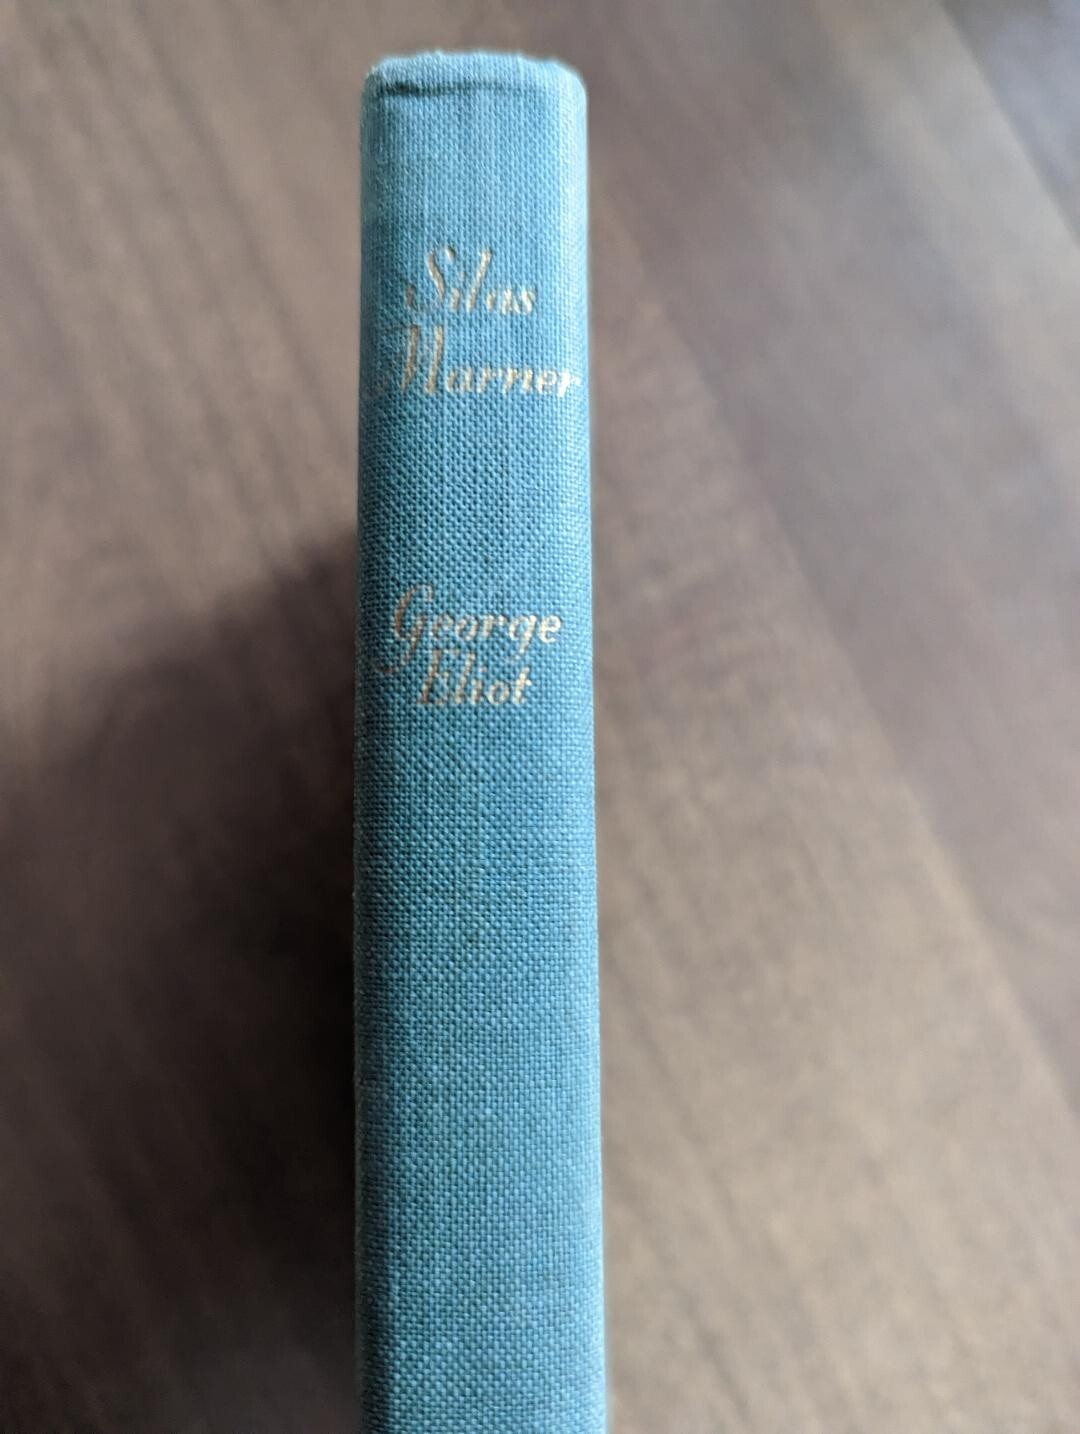 Silas
Marner
George
Eliot